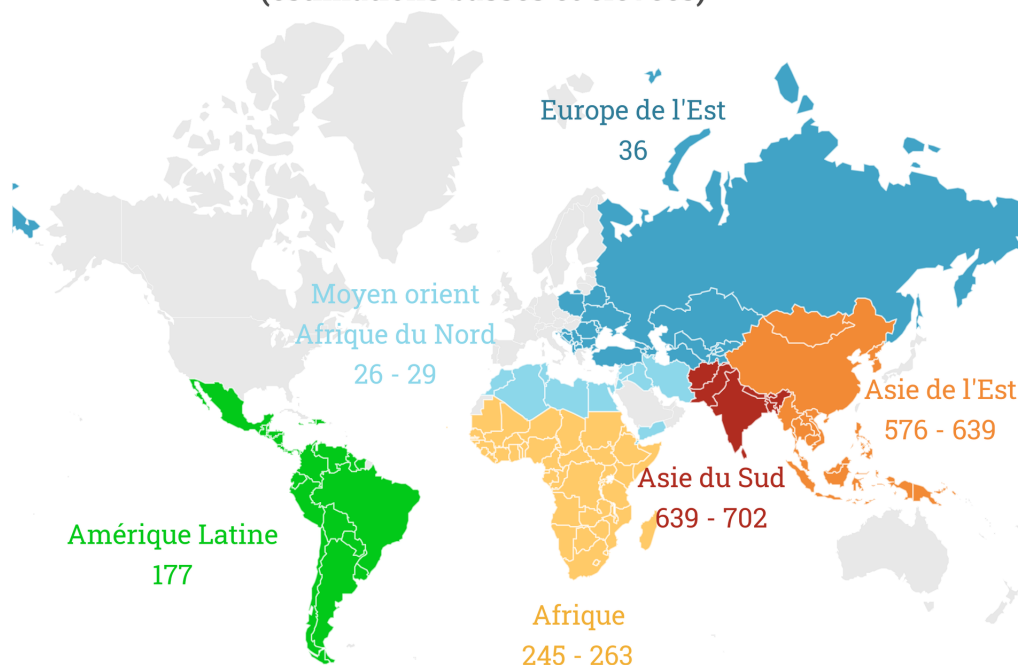 Europe de l'Est
36
Moyen orient
Afrique du Nord
26 - 29
Asie de l'Est
576 - 639
Asie du Sud
639 - 702
Amérique Latine
177
Afrique
245 - 263